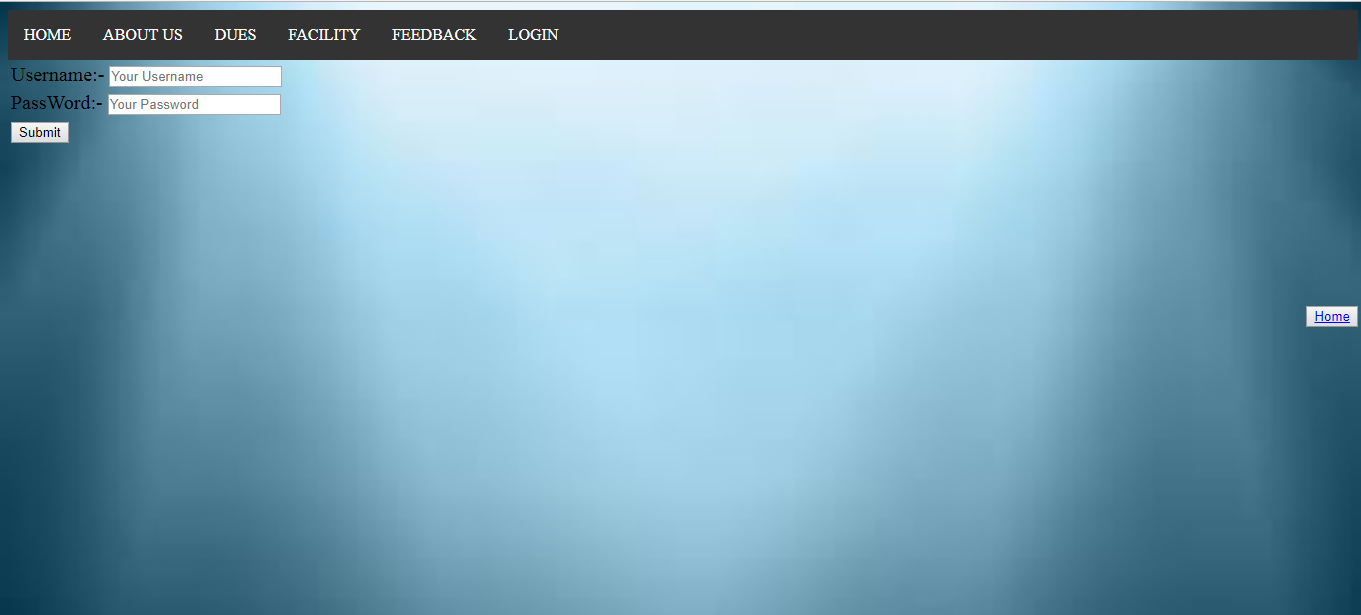 HOME ABOUT US DUES FACILITY FEEDBACK LOGIN
Username:- Your Username
PassWord:- Your Password
Submit
Home